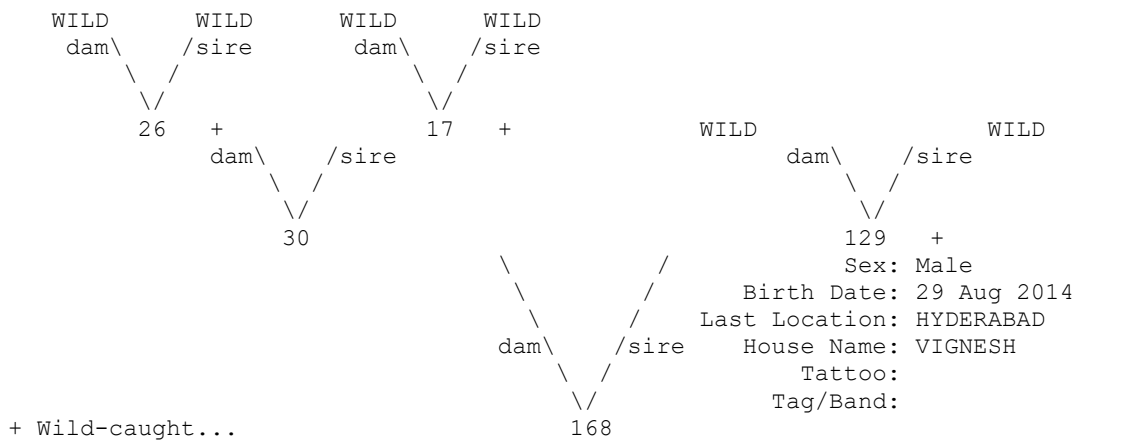 WILD WILD WILD WILD
dam\ /sire dam\ /sire
\ / \ /
\/ \/
26 + 17 + WILD WILD
dam\ /sire dam\ /sire
\ / \ /
\/ \/
30 129 +
\ / Sex: Male
\ / Birth Date: 29 Aug 2014
\ / Last Location: HYDERABAD
dam\ /sire House Name: VIGNESH
\ / Tattoo:
\/ Tag/Band:
+ Wild-caught... 168